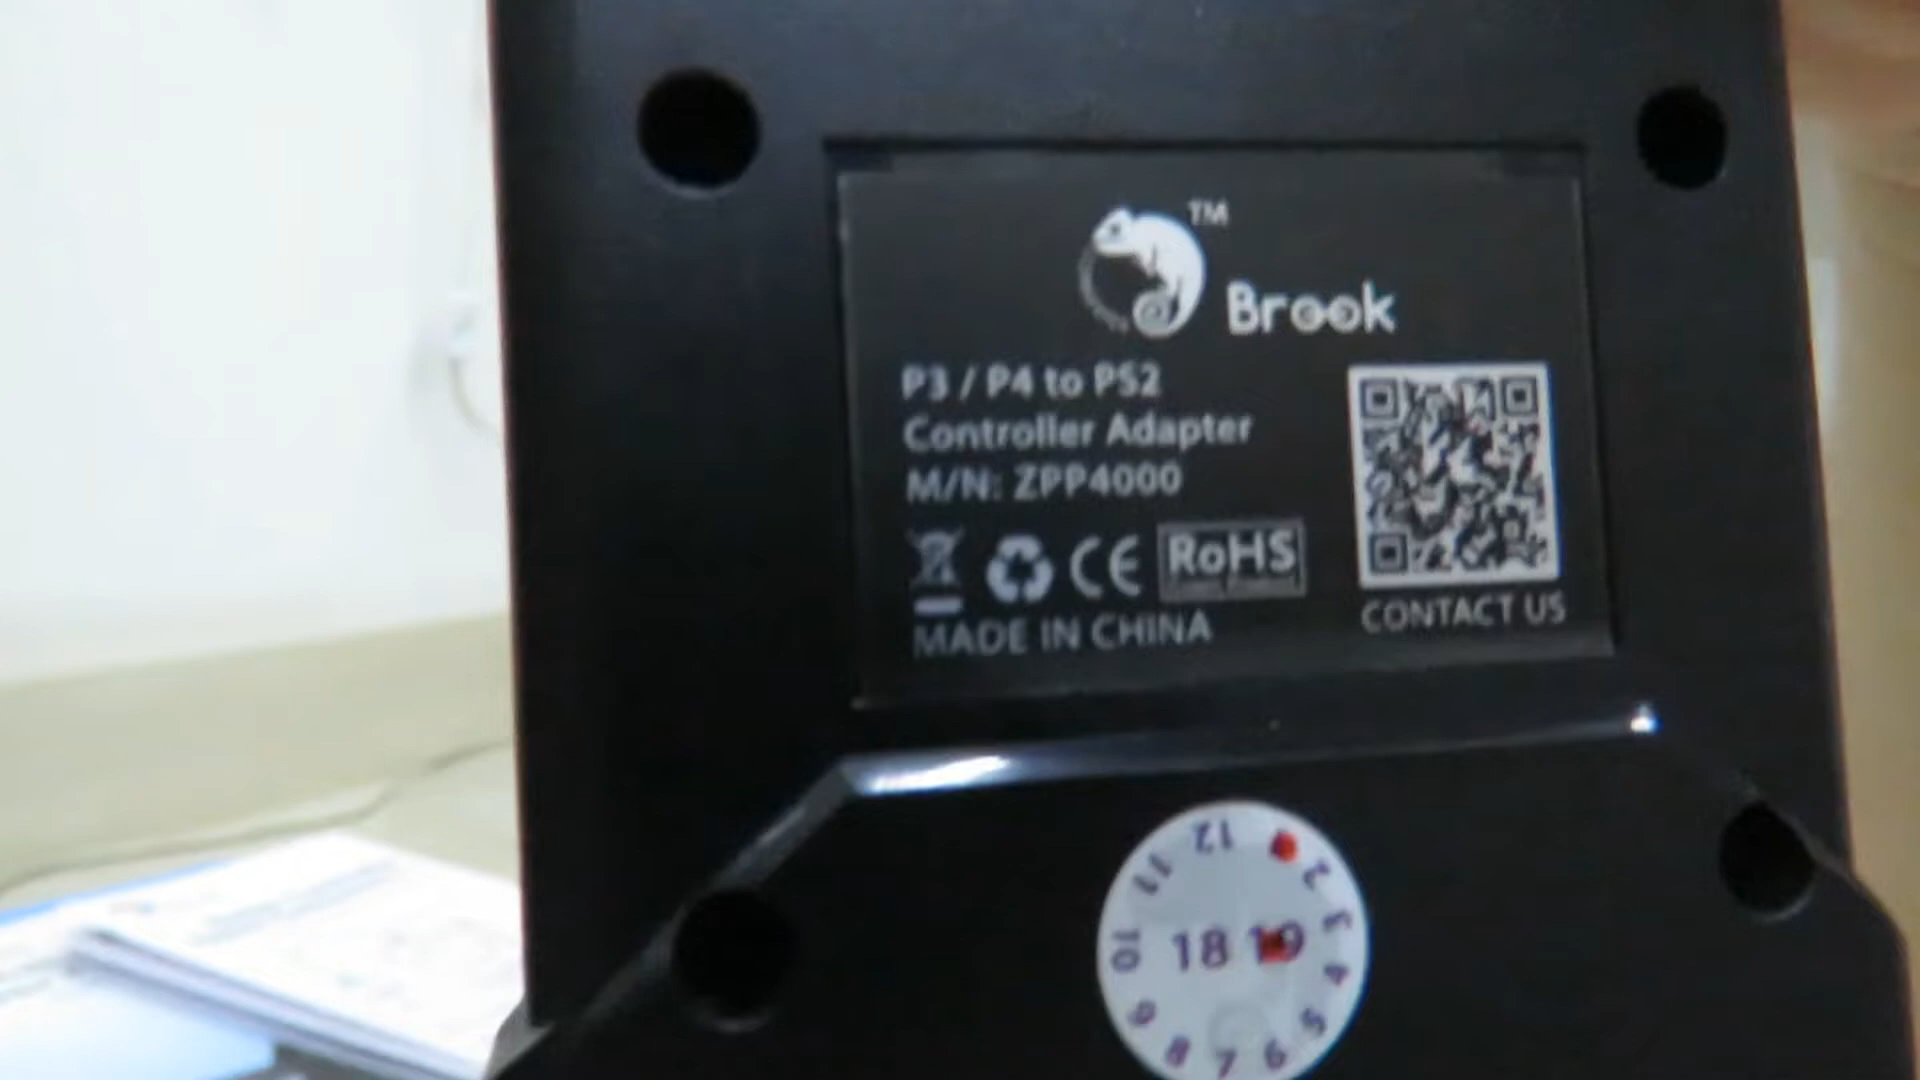 TM
Brook
P3 / P4 to PS2
Controller Adapter
M/N: ZPP4000
CE RoHS
MADE IN CHINA
CONTACT US
12
2
3
4
5
6
7
8
9
10
11
18 19